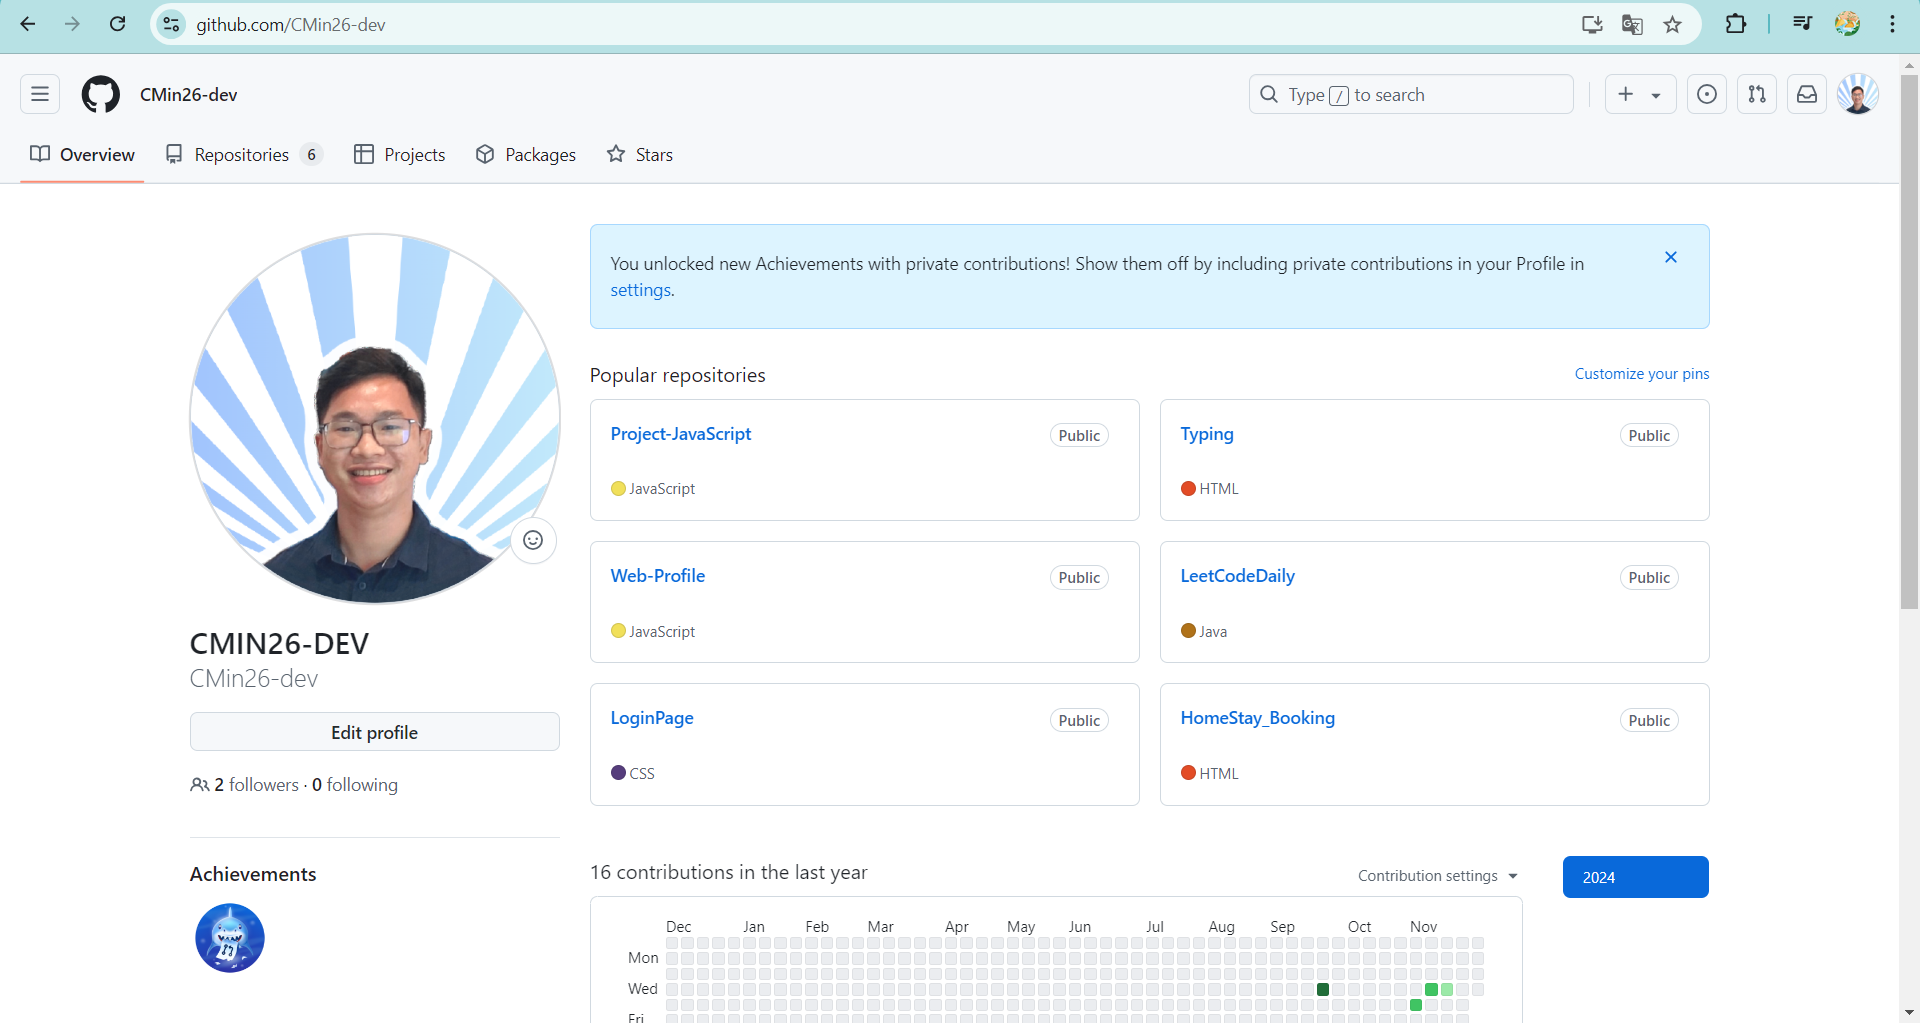 github.com/CMin26-dev
CMin26-dev
Type / to search
Overview
Repositories 6
Projects
Packages
Stars
You unlocked new Achievements with private contributions! Show them off by including private contributions in your Profile in
settings.
Popular repositories
Customize your pins
Project-JavaScript
Public
JavaScript
Typing
Public
HTML
Web-Profile
Public
JavaScript
LeetCodeDaily
Public
Java
LoginPage
Public
CSS
HomeStay_Booking
Public
HTML
CMIN26-DEV
CMin26-dev
Edit profile
2 followers · 0 following
Achievements
16 contributions in the last year
Contribution settings
2024
Dec Jan Feb Mar Apr May Jun Jul Aug Sep Oct Nov
Mon
Wed
Fri